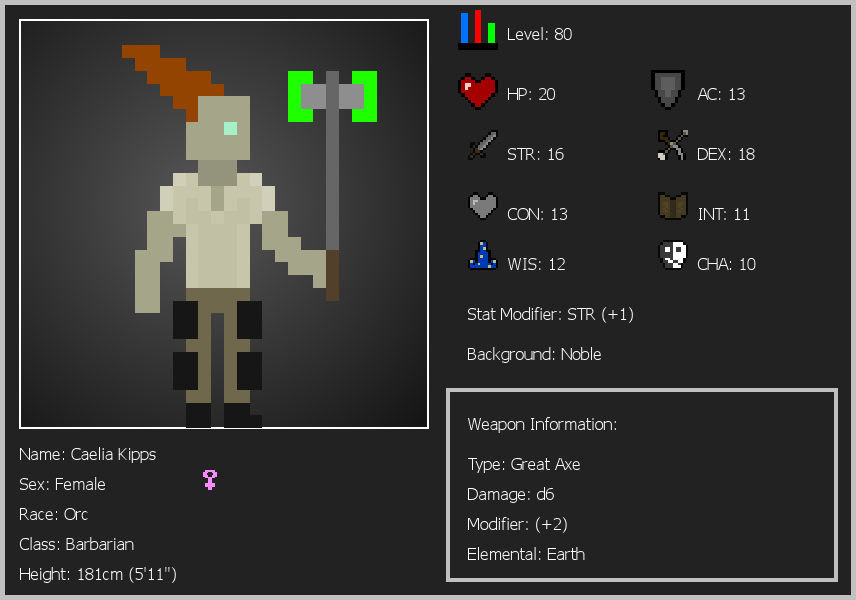 Level: 80
HP: 20
AC: 13
STR: 16
DEX: 18
CON: 13
INT: 11
WIS: 12
CHA: 10
Stat Modifier: STR (+1)
Background: Noble
Weapon Information:
Type: Great Axe
Damage: d6
Modifier: (+2)
Elemental: Earth
Name: Caelia Kipps
Sex: Female
Race: Orc
Class: Barbarian
Height: 181cm (5'11")